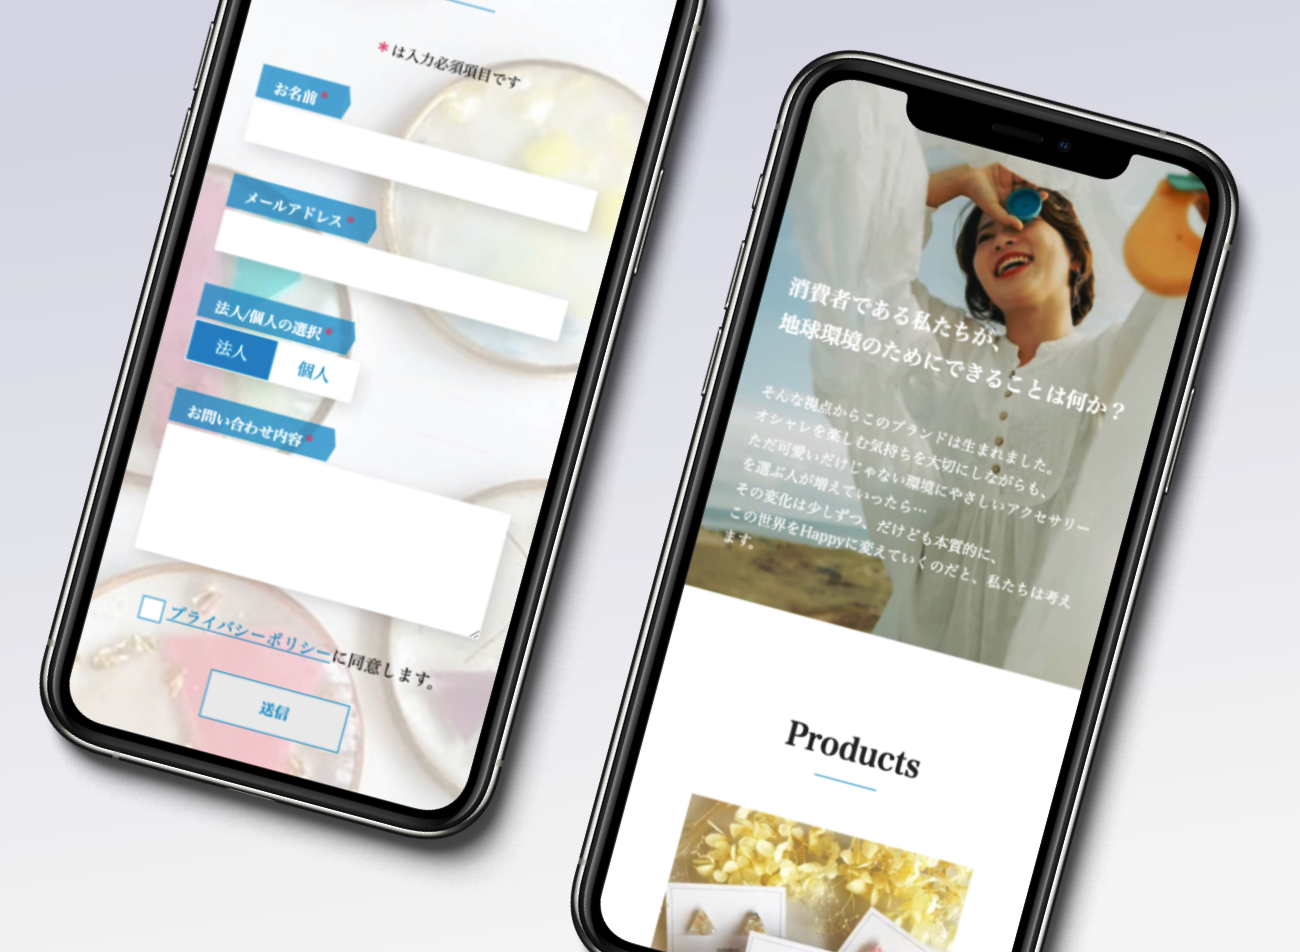 * は入力必須項目です
お名前 *
メールアドレス *
法人/個人の選択 *
法人
個人
お問い合わせ内容 *
プライバシーポリシーに同意します。
送信
消費者である私たちが、
地球環境のためにできることは何か？
そんな視点からこのブランドは生まれました。
オシャレを楽しむ気持ちを大切にしながらも、
ただ可愛いだけじゃない環境にやさしいアクセサリー
を選ぶ人が増えていったら…
その変化は少しずつ、だけども本質的に、
この世界をHappyに変えていくのだと、私たちは考え
ます。
Products